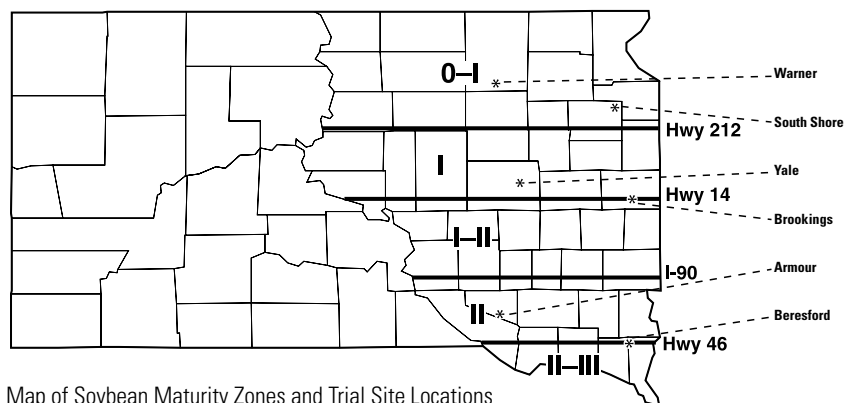 0–I
*
Warner
*
South Shore
Hwy 212
I
*
Yale
Hwy 14
*
Brookings
I–II
I-90
Armour
II
*
Beresford
*
Hwy 46
II–III
Map of Soybean Maturity Zones and Trial Site Locations